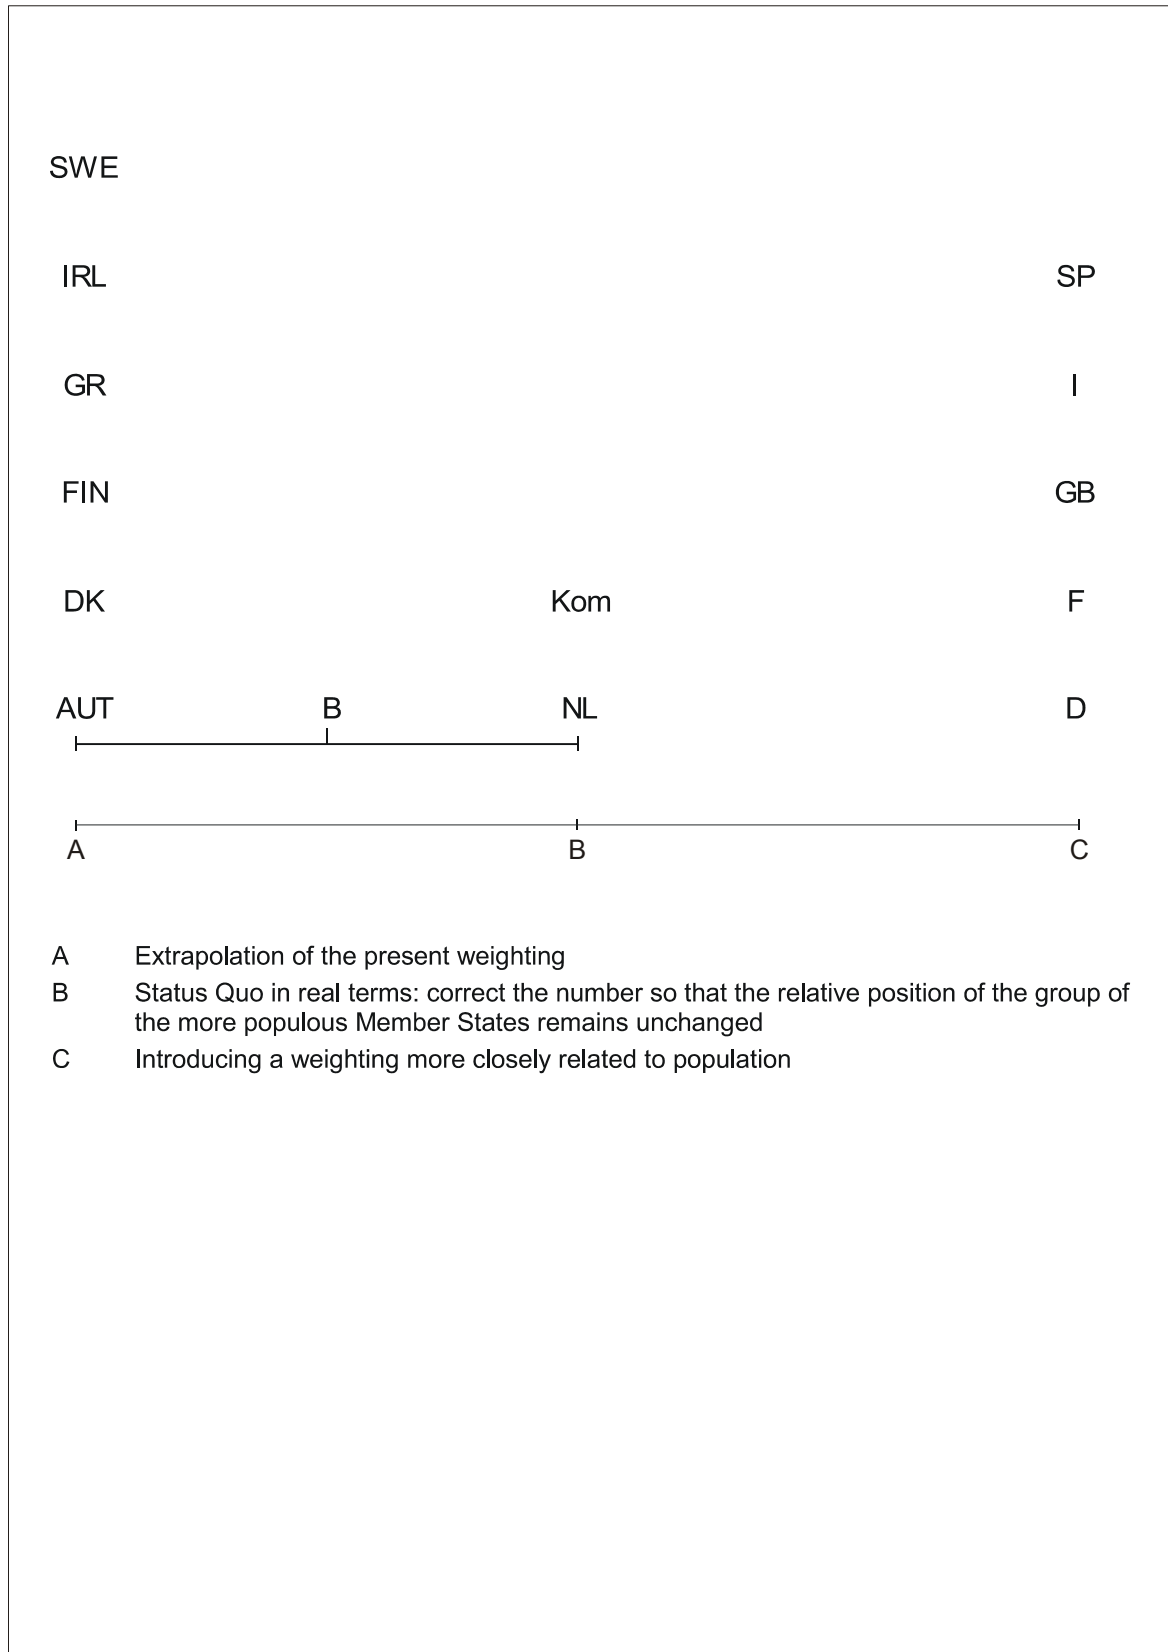 SWE
IRL SP
GR I
FIN GB
DK Kom F
AUT B NL D
A B C
A Extrapolation of the present weighting
B Status Quo in real terms: correct the number so that the relative position of the group of
the more populous Member States remains unchanged
C Introducing a weighting more closely related to population